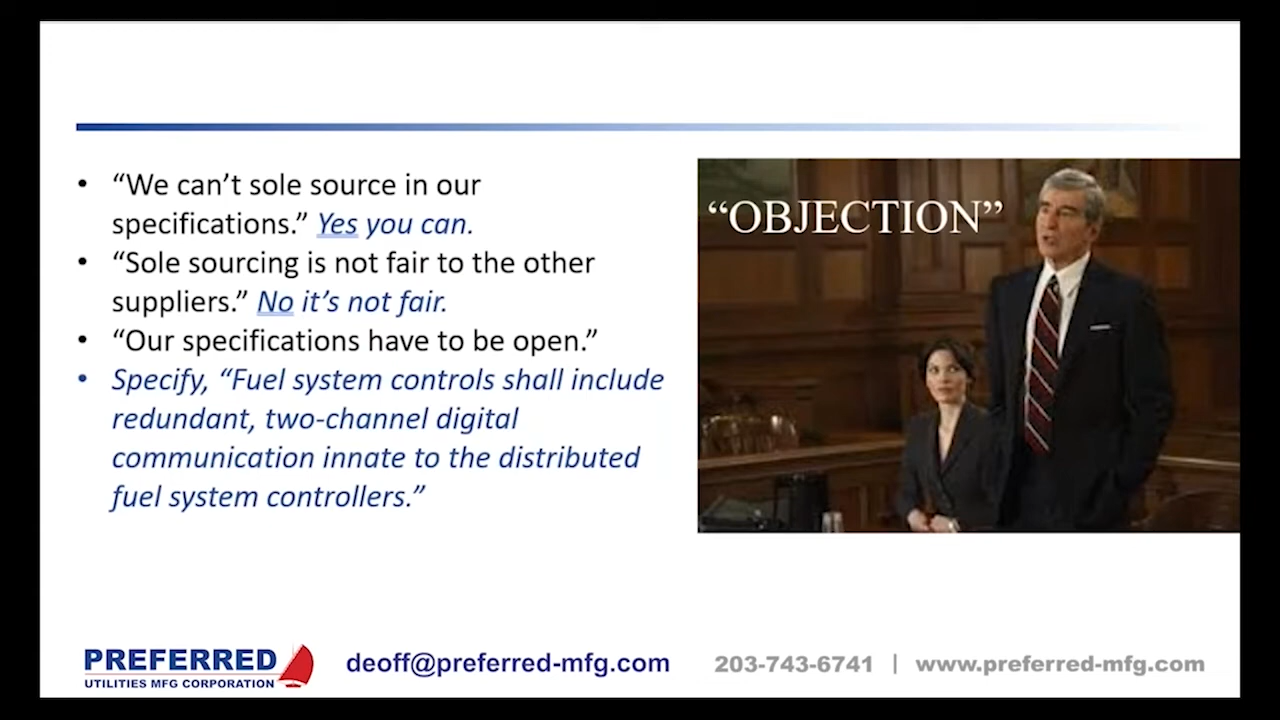 • “We can’t sole source in our
specifications.” Yes you can.
• “Sole sourcing is not fair to the other
suppliers.” No it’s not fair.
• “Our specifications have to be open.”
• Specify, “Fuel system controls shall include
redundant, two-channel digital
communication innate to the distributed
fuel system controllers.”
“OBJECTION”
PREFERRED
UTILITIES MFG CORPORATION
deoff@preferred-mfg.com
203-743-6741 | www.preferred-mfg.com